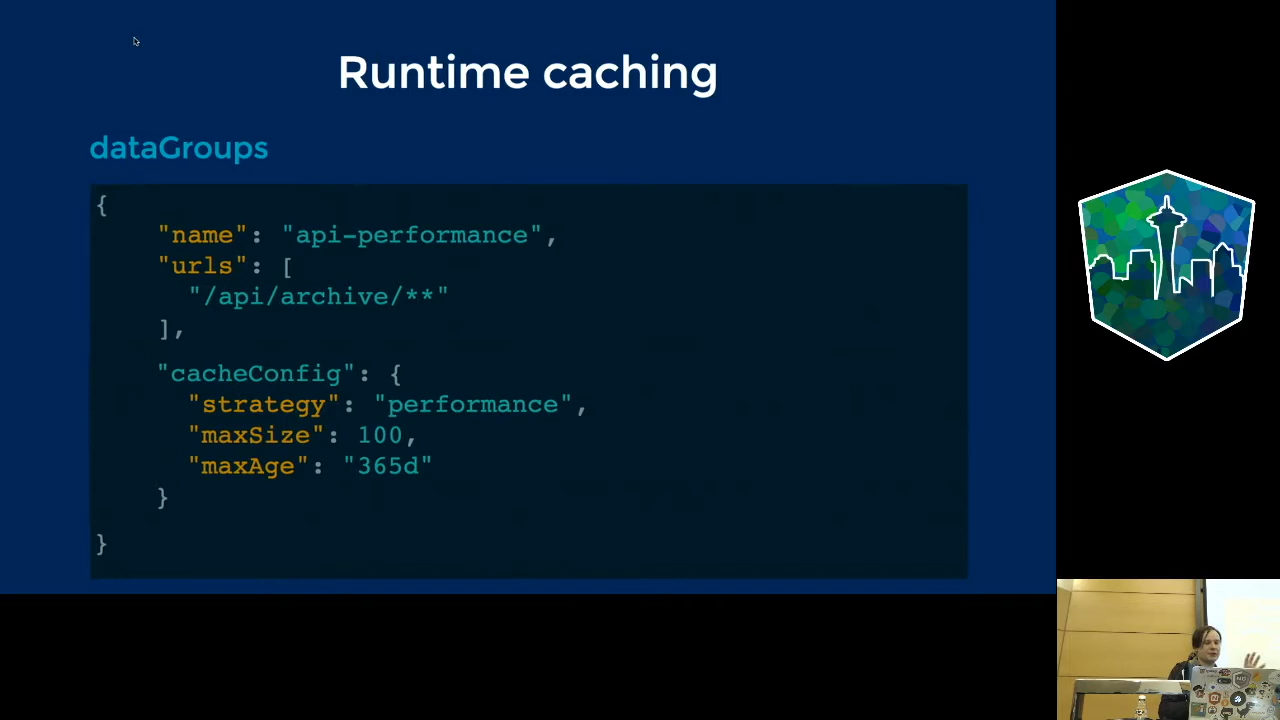 Runtime caching
dataGroups
{
"name": "api-performance",
"urls": [
"/api/archive/**"
],
"cacheConfig": {
"strategy": "performance",
"maxSize": 100,
"maxAge": "365d"
}
}